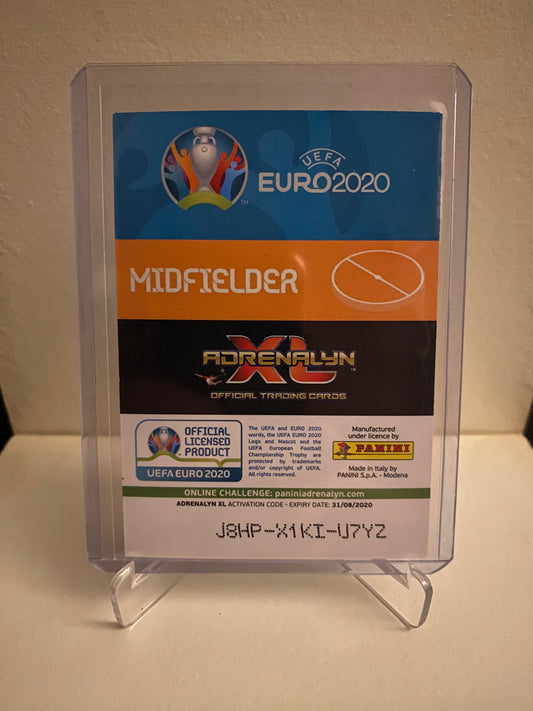 UEFA
EURO2020
TM
MIDFIELDER
ADRENALYN
XL
OFFICIAL TRADING CARDS
OFFICIAL
LICENSED
PRODUCT
UEFA EURO 2020
The UEFA and EURO 2020
words, the UEFA EURO 2020
Logo and Mascot and the
UEFA European Football
Championship Trophy are
protected by trademarks
and/or copyright of UEFA.
All rights reserved.
Manufactured
under licence by
PANINI
Made in Italy by
PANINI S.p.A. - Modena
ONLINE CHALLENGE: paniniadrenalyn.com
ADRENALYN XL ACTIVATION CODE - EXPIRY DATE: 31/08/2020
J8HP-X1KI-U7YZ